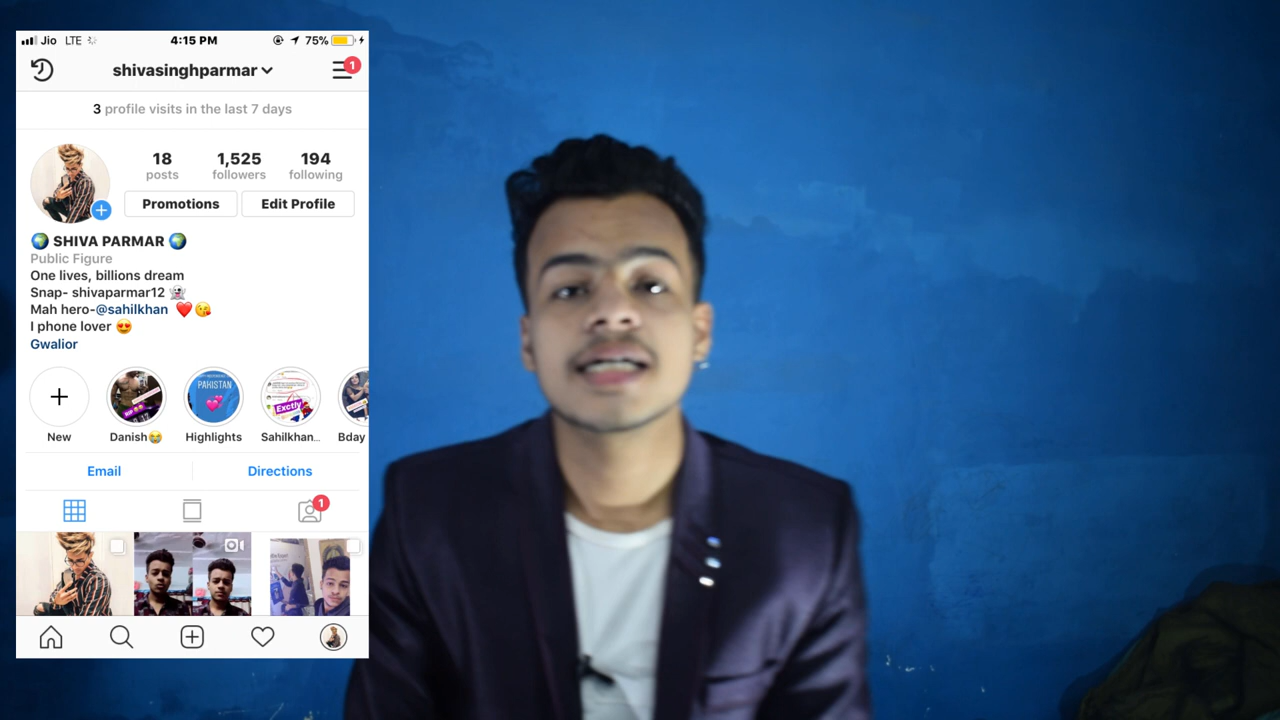 Jio LTE 4:15 PM 75%
shivasinghparmar 1
3 profile visits in the last 7 days
18 1,525 194
posts followers following
Promotions Edit Profile
🌍 SHIVA PARMAR 🌍
Public Figure
One lives, billions dream
Snap- shivaparmar12 👻
Mah hero-@sahilkhan ❤️😘
I phone lover 😍
Gwalior
PAKISTAN
Exctly
New Danish😭 Highlights Sahilkhan... Bday
Email Directions
1